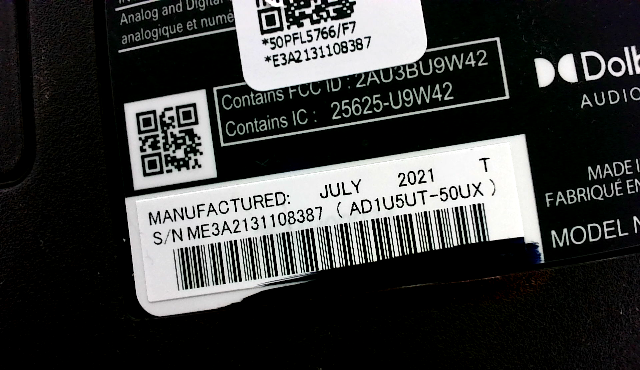 Analog and Digital
analogique et numé
*50PFL5766/F7
*E3A2131108387
Contains FCC ID : 2AU3BU9W42
Contains IC : 25625-U9W42
Dolb
AUDIO
MADE I
FABRIQUÉ EN
MODEL N
MANUFACTURED: JULY 2021 T
S/N ME3A2131108387 ( AD1U5UT-50UX )